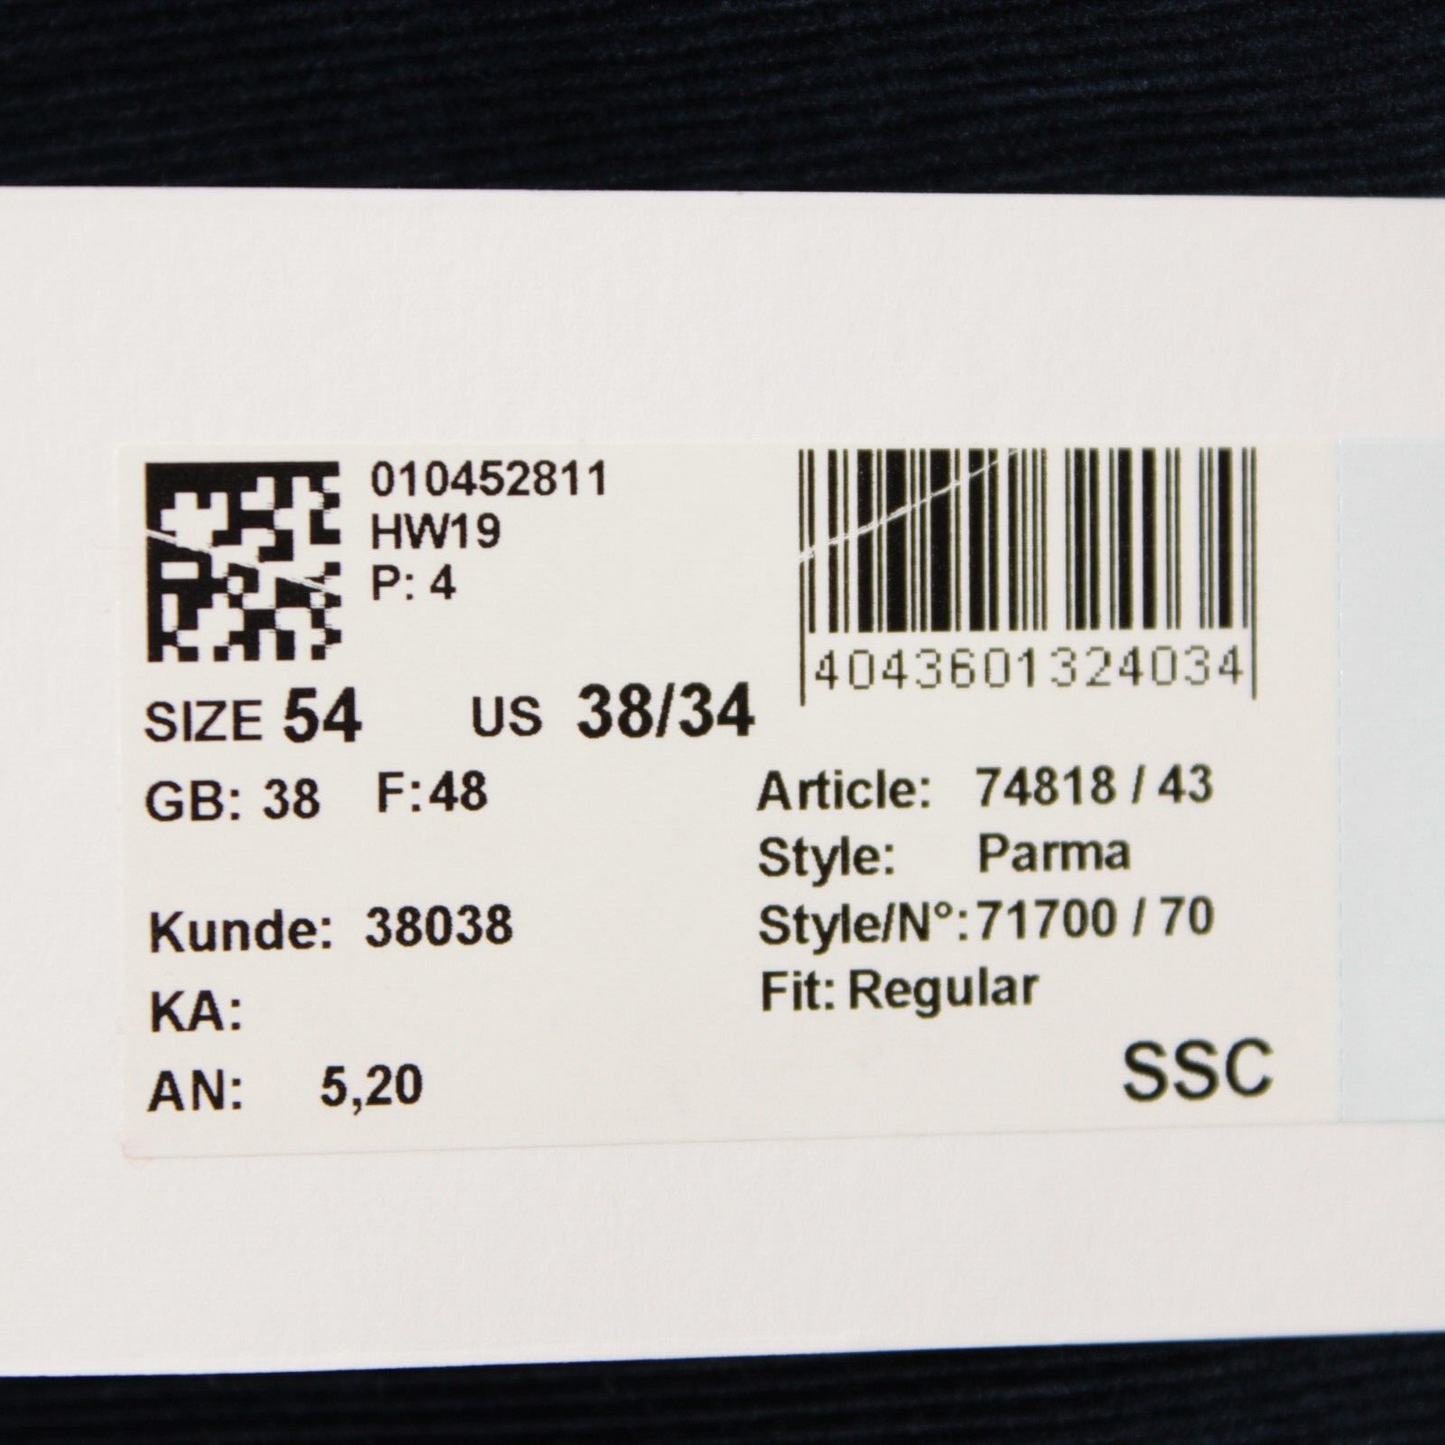 010452811
HW19
P: 4
4043601324034
SIZE 54 US 38/34
GB: 38 F:48
Article: 74818 / 43
Style: Parma
Style/N°: 71700 / 70
Fit: Regular
Kunde: 38038
KA:
AN: 5,20
SSC